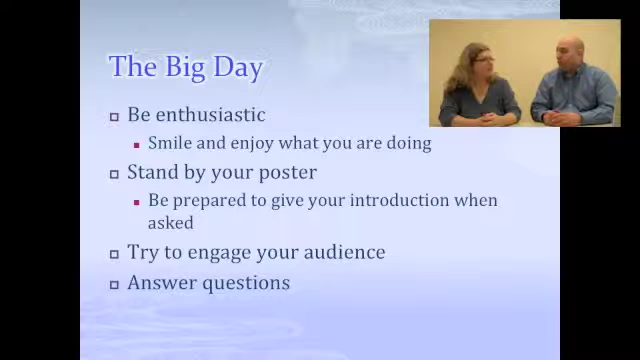 The Big Day
Be enthusiastic
Smile and enjoy what you are doing
Stand by your poster
Be prepared to give your introduction when
asked
Try to engage your audience
Answer questions